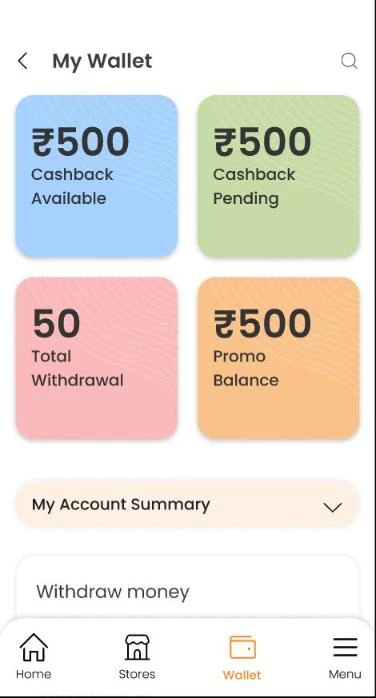 My Wallet
₹500
Cashback
Available
₹500
Cashback
Pending
50
Total
Withdrawal
₹500
Promo
Balance
My Account Summary
Withdraw money
Home
Stores
Wallet
Menu